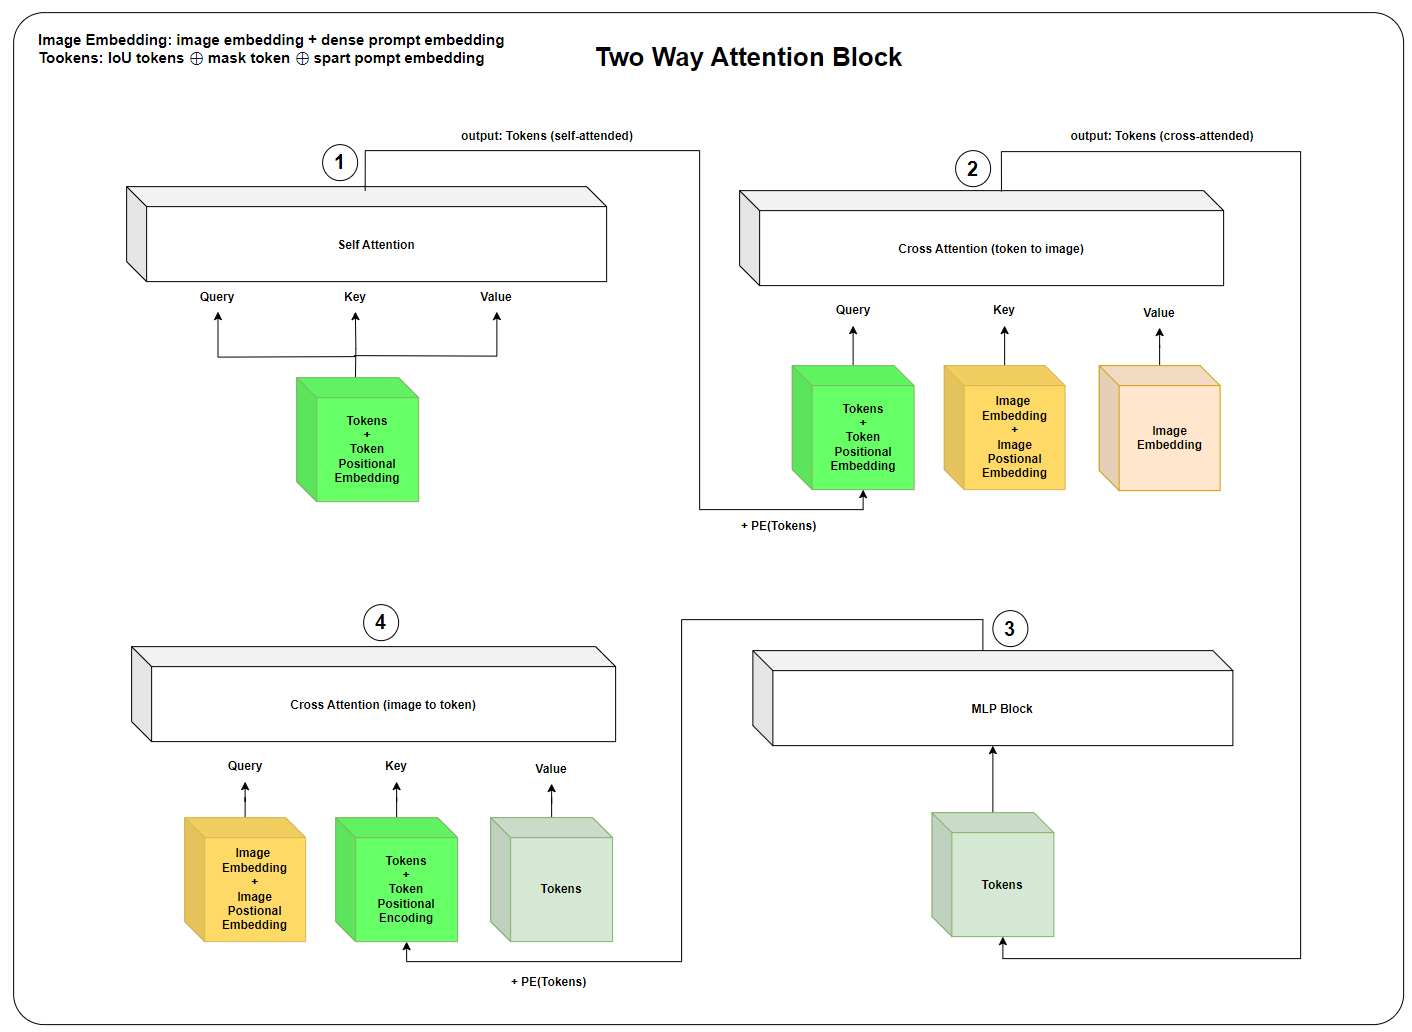 Image Embedding: image embedding + dense prompt embedding
Tookens: IoU tokens ⊕ mask token ⊕ spart pompt embedding
Two Way Attention Block
output: Tokens (self-attended)
1
Self Attention
Query
Key
Value
Tokens
+
Token
Positional
Embedding
output: Tokens (cross-attended)
2
Cross Attention (token to image)
Query
Key
Value
Tokens
+
Token
Positional
Embedding
Image
Embedding
+
Image
Postional
Embedding
Image
Embedding
+ PE(Tokens)
4
Cross Attention (image to token)
Query
Key
Value
Image
Embedding
+
Image
Postional
Embedding
Tokens
+
Token
Positional
Encoding
Tokens
+ PE(Tokens)
3
MLP Block
Tokens